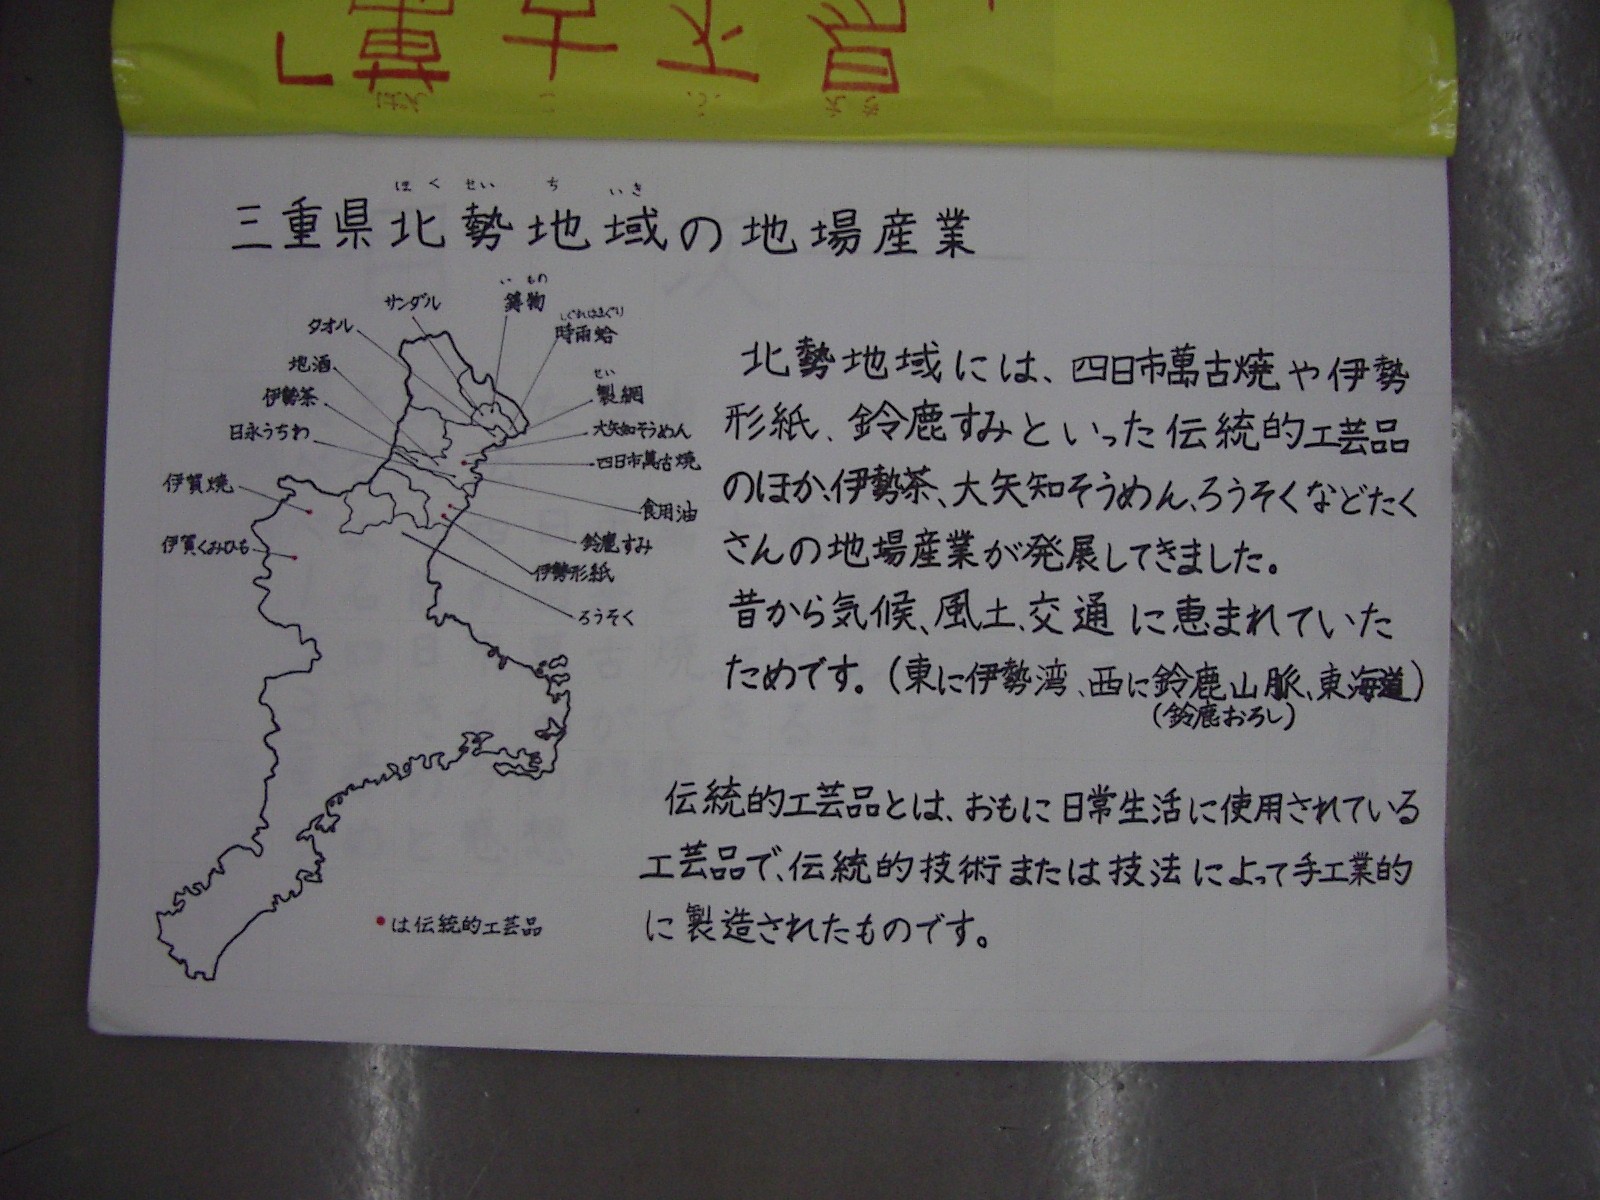 「萬古不易
ばんこふえき
ほくせいちいき
三重県北勢地域の地場産業
サンダル
いもの
鋳物
タオル
しぐれはまぐり
時雨蛤
地酒
せい
製網
伊勢茶
日永うちわ
大矢知そうめん
四日市萬古焼
伊賀焼
食用油
鈴鹿すみ
伊賀くみひも
伊勢形紙
ろうそく
北勢地域には、四日市萬古焼や伊勢
形紙、鈴鹿すみといった伝統的工芸品
のほか、伊勢茶、大矢知そうめん、ろうそくなどたく
さんの地場産業が発展してきました。
昔から気候、風土、交通に恵まれていた
ためです。(東に伊勢湾、西に鈴鹿山脈、東海道)
(鈴鹿おろし)
伝統的工芸品とは、おもに日常生活に使用されている
工芸品で、伝統的技術または技法によって手工業的
に製造されたものです。
●は伝統的工芸品